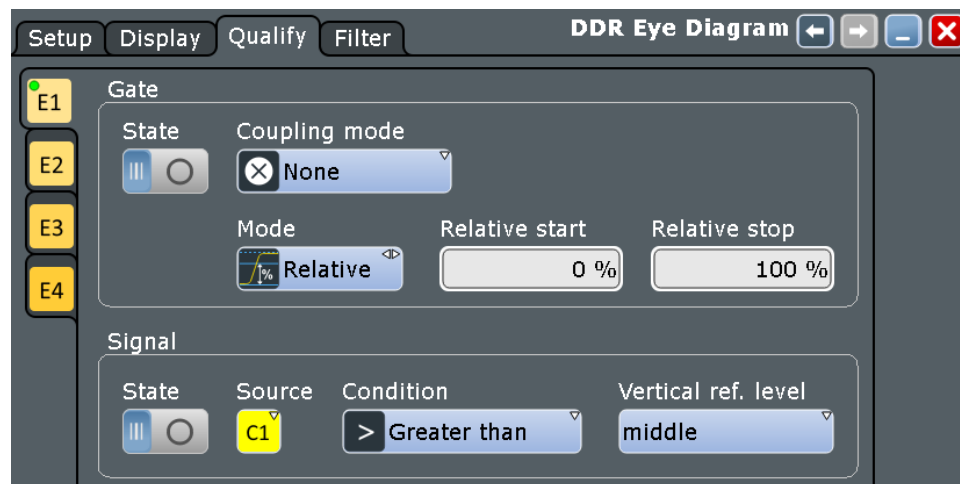 Setup Display Qualify Filter DDR Eye Diagram
E1
Gate
State Coupling mode
None
E2
Mode Relative start Relative stop
% Relative 0 % 100 %
E3
E4
Signal
State Source Condition Vertical ref. level
C1 > Greater than middle